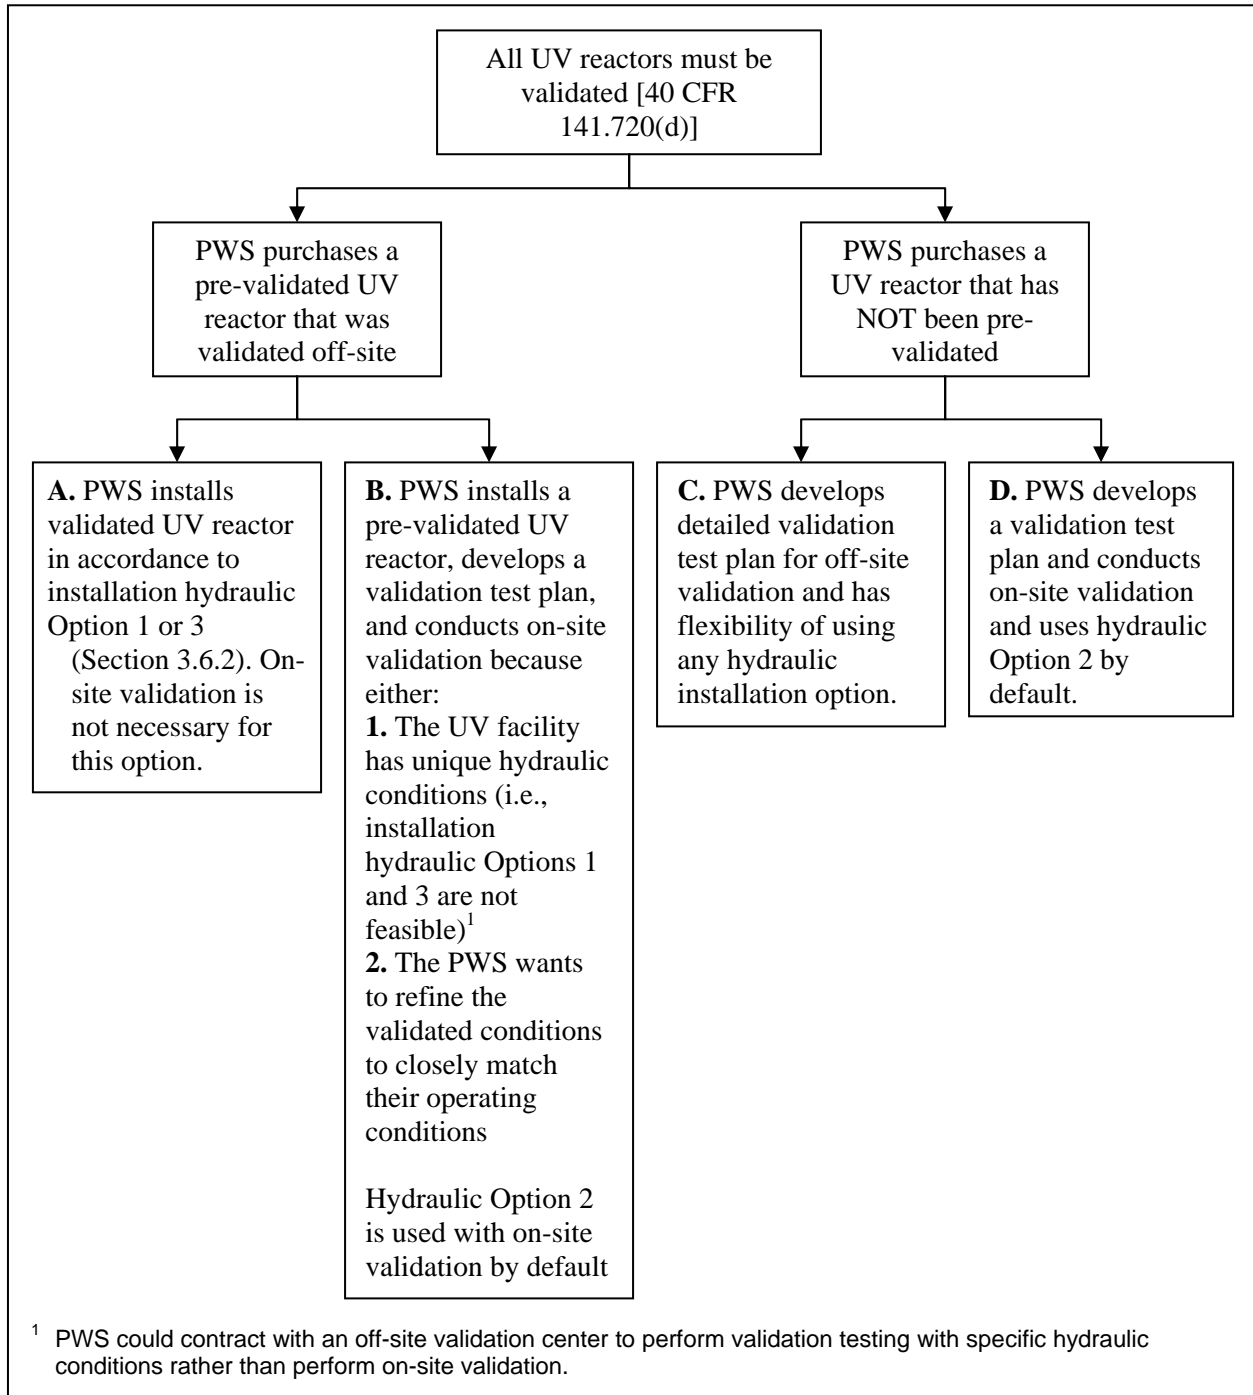 All UV reactors must be
validated [40 CFR
141.720(d)]
PWS purchases a
pre-validated UV
reactor that was
validated off-site
PWS purchases a
UV reactor that has
NOT been pre-
validated
A. PWS installs
validated UV reactor
in accordance to
installation hydraulic
Option 1 or 3
(Section 3.6.2). On-
site validation is
not necessary for
this option.
B. PWS installs a
pre-validated UV
reactor, develops a
validation test plan,
and conducts on-site
validation because
either:
1. The UV facility
has unique hydraulic
conditions (i.e.,
installation
hydraulic Options 1
and 3 are not
feasible)1
2. The PWS wants
to refine the
validated conditions
to closely match
their operating
conditions
Hydraulic Option 2
is used with on-site
validation by default
C. PWS develops
detailed validation
test plan for off-site
validation and has
flexibility of using
any hydraulic
installation option.
D. PWS develops
a validation test
plan and conducts
on-site validation
and uses hydraulic
Option 2 by
default.
1 PWS could contract with an off-site validation center to perform validation testing with specific hydraulic
conditions rather than perform on-site validation.